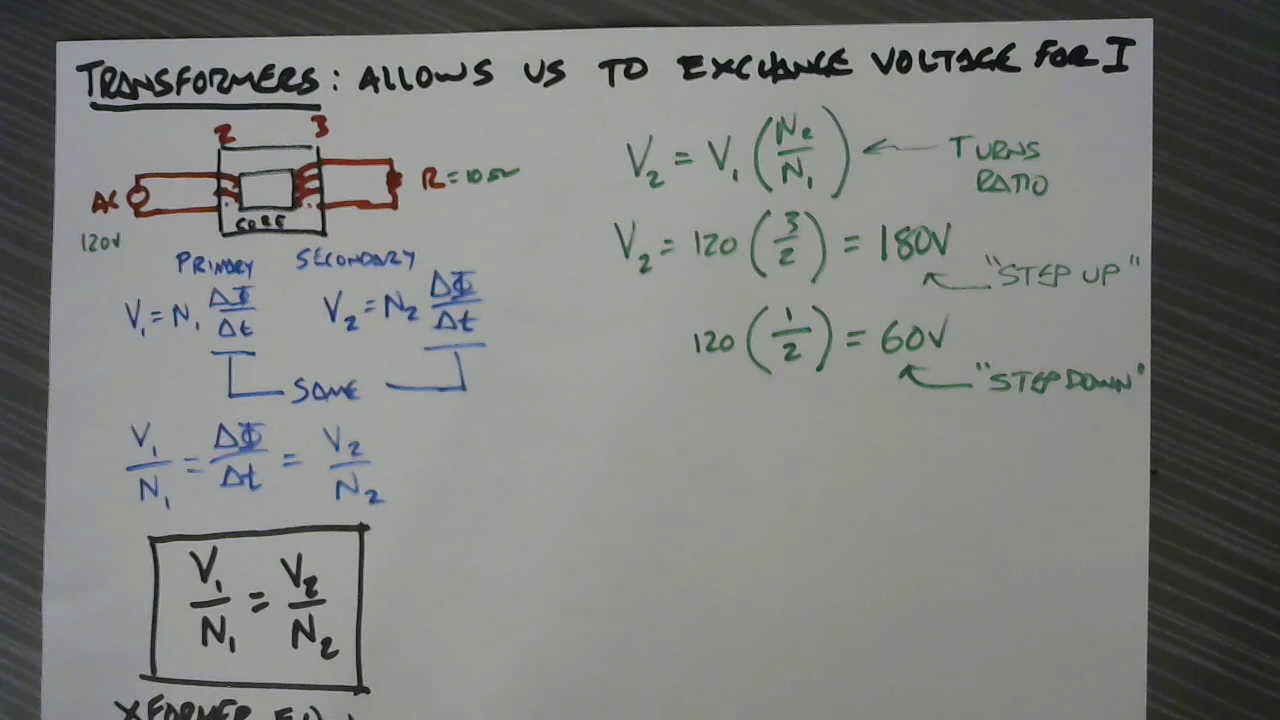 TRANSFORMERS: ALLOWS US TO EXCHANGE VOLTAGE FOR I
2 3
AC
120V
CORE
R = 10Ω
PRIMARY SECONDARY
V₁ = N₁ ΔΦ/Δt V₂ = N₂ ΔΦ/Δt
SAME
V₁/N₁ = ΔΦ/Δt = V₂/N₂
V₁/N₁ = V₂/N₂
XFORMER
V₂ = V₁ (N₂/N₁) ← TURNS
RATIO
V₂ = 120 (3/2) = 180V
"STEP UP"
120 (1/2) = 60V
"STEP DOWN"